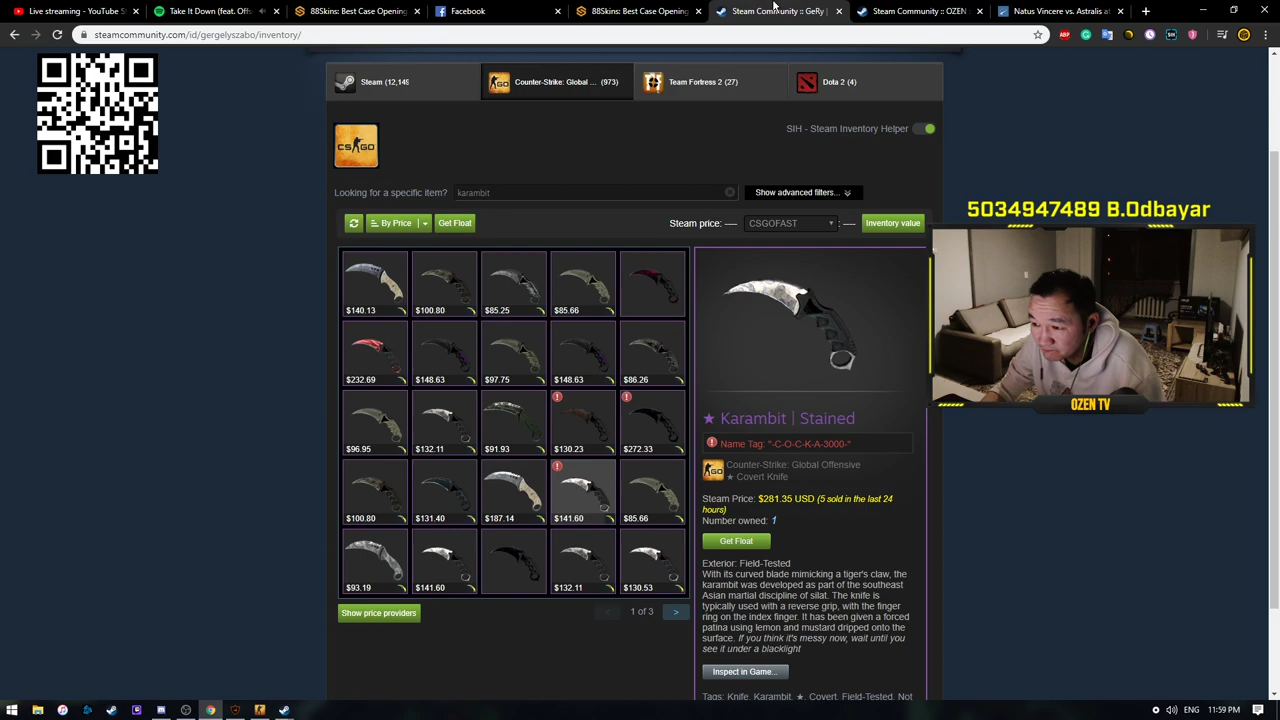 Live streaming - YouTub
Take It Down (feat. Offs
88Skins: Best Case Opening
Facebook
88Skins: Best Case Opening
Steam Community :: GeRy
Steam Community :: OZEN
Natus Vincere vs. Astralis a
steamcommunity.com/id/gergelyszabo/inventory/
Steam (12,149
Counter-Strike: Global ... (973)
Team Fortress 2 (27)
Dota 2 (4)
CS GO
SIH - Steam Inventory Helper
Looking for a specific item?
karambit
Show advanced filters...
By Price
Get Float
Steam price: —
CSGOFAST
: —
Inventory value
5034947489 B.Odbayar
$140.13
$100.80
$85.25
$85.66
$232.69
$148.63
$97.75
$148.63
$86.26
$96.95
$132.11
$91.93
$130.23
$272.33
$100.80
$131.40
$187.14
$141.60
$85.66
$93.19
$141.60
$132.11
$130.53
Show price providers
1 of 3
★ Karambit | Stained
Name Tag: "-C-O-C-K-A-3000-"
Counter-Strike: Global Offensive
★ Covert Knife
Steam Price: $281.35 USD (5 sold in the last 24
hours)
Number owned: 1
Get Float
Exterior: Field-Tested
With its curved blade mimicking a tiger's claw, the
karambit was developed as part of the southeast
Asian martial discipline of silat. The knife is
typically used with a reverse grip, with the finger
ring on the index finger. It has been given a forced
patina using lemon and mustard dripped onto the
surface. If you think it's messy now, wait until you
see it under a blacklight
Inspect in Game...
Tags: Knife, Karambit, ★, Covert, Field-Tested, Not
OZEN TV
ENG
11:59 PM